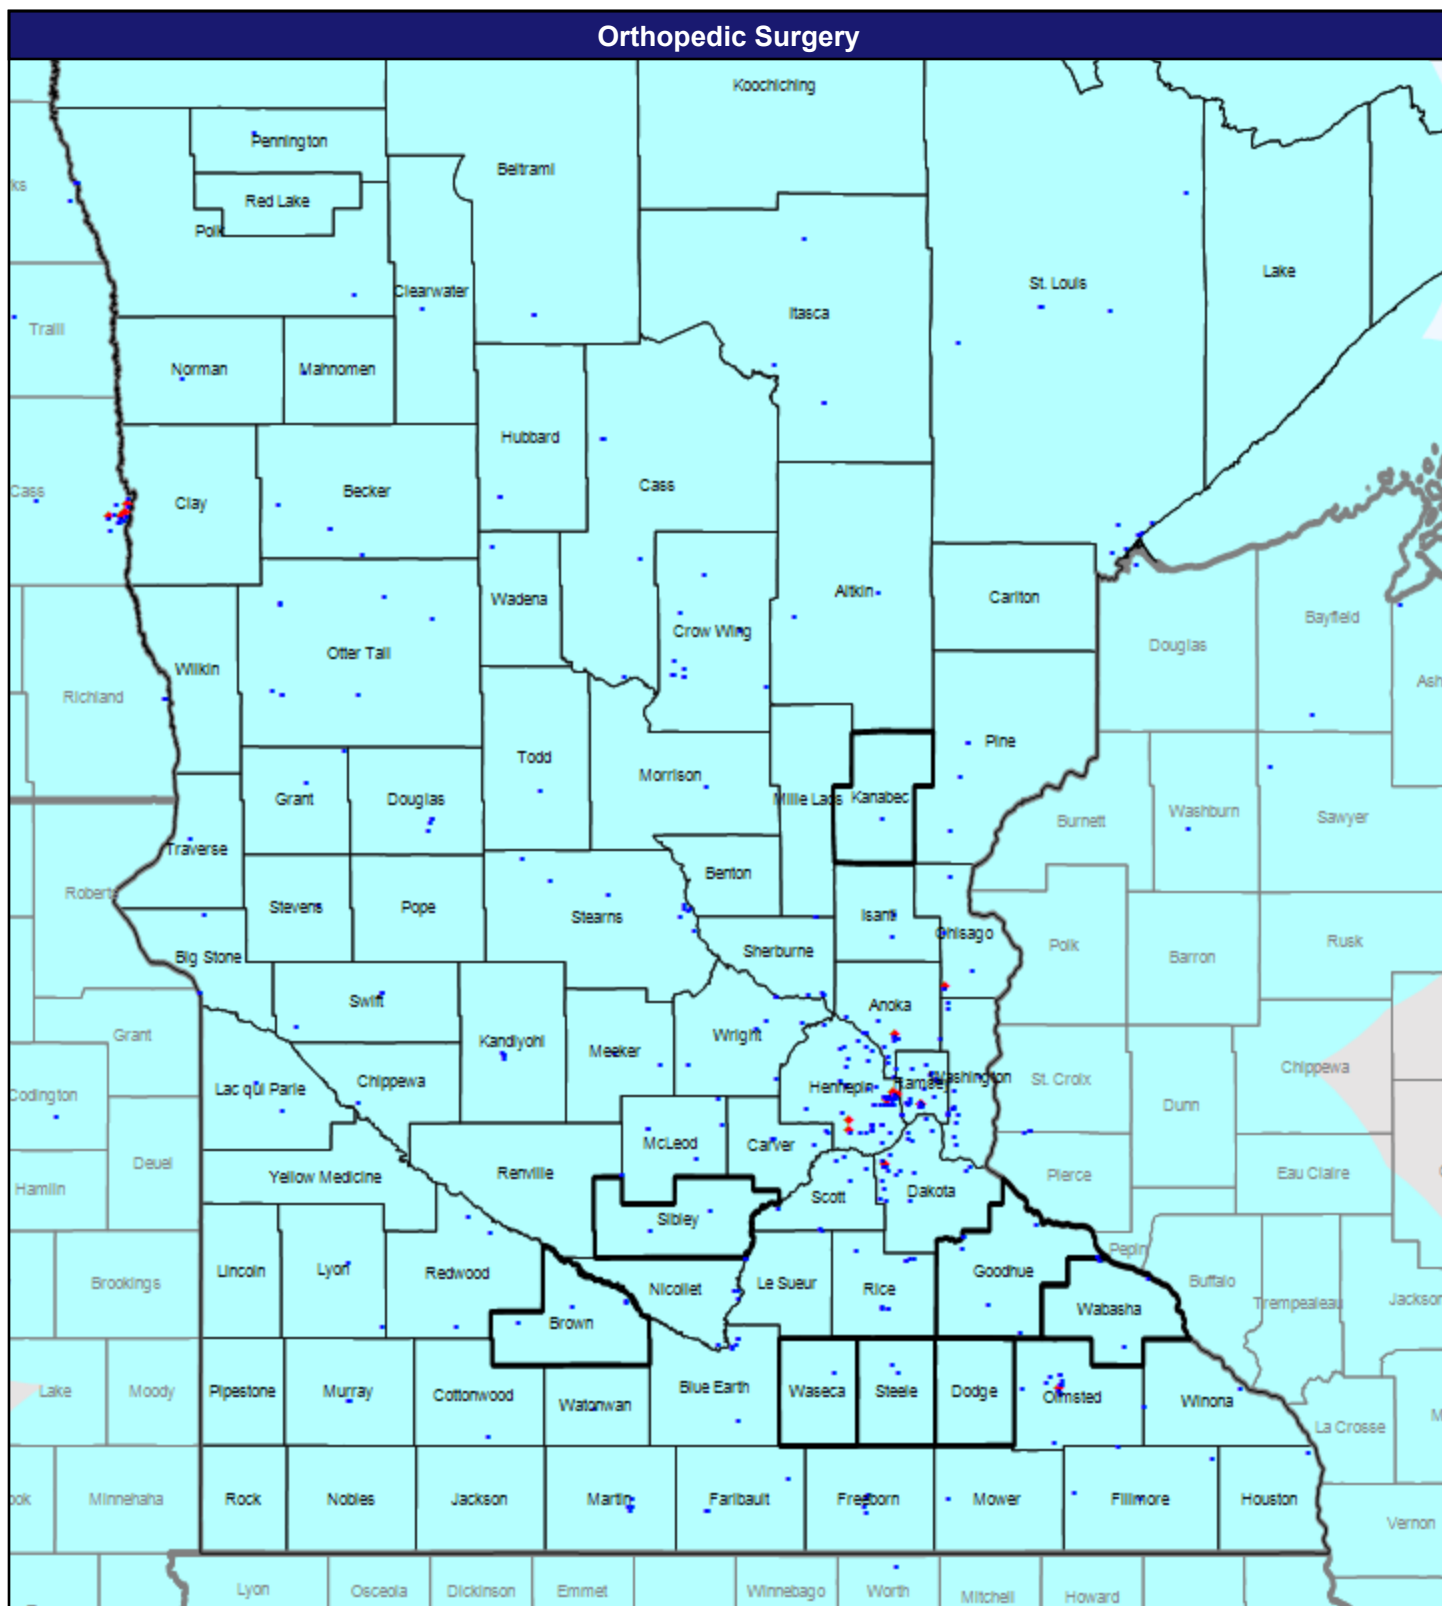 Orthopedic Surgery
Koochiching
Pennington
Beltrami
ks
Red Lake
Polk
Lake
St. Louis
Clearwater
Itasca
Traill
Norman
Mahnomen
Hubbard
Cass
Becker
Cass
Clay
Aitkin
Carlton
Wadena
Bayfield
Crow Wing
Douglas
Otter Tail
Wilkin
Ash
Richland
Pine
Todd
Morrison
Grant
Douglas
Mille Lacs
Kanabec
Washburn
Sawyer
Burnett
Traverse
Benton
Roberts
Stevens
Pope
Stearns
Isanti
Chisago
Rusk
Polk
Sherburne
Barron
Big Stone
Swift
Anoka
Grant
Wright
Kandiyohi
Meeker
Chippewa
Washington
St. Croix
Chippewa
Lac qui Parle
Hennepin
Ramsey
Codington
Dunn
McLeod
Carver
Deuel
Renville
Eau Claire
Yellow Medicine
Pierce
Hamlin
Scott
Dakota
Sibley
Pepin
Lincoln
Lyon
Redwood
Goodhue
Brookings
Nicollet
Le Sueur
Rice
Buffalo
Trempealeau
Jackson
Wabasha
Brown
Lake
Moody
Pipestone
Murray
Cottonwood
Blue Earth
Waseca
Steele
Dodge
Olmsted
Winona
Watonwan
La Crosse
M
ook
Minnehaha
Rock
Nobles
Jackson
Martin
Faribault
Freeborn
Mower
Fillmore
Houston
Vernon
Lyon
Osceola
Dickinson
Emmet
Winnebago
Worth
Mitchell
Howard